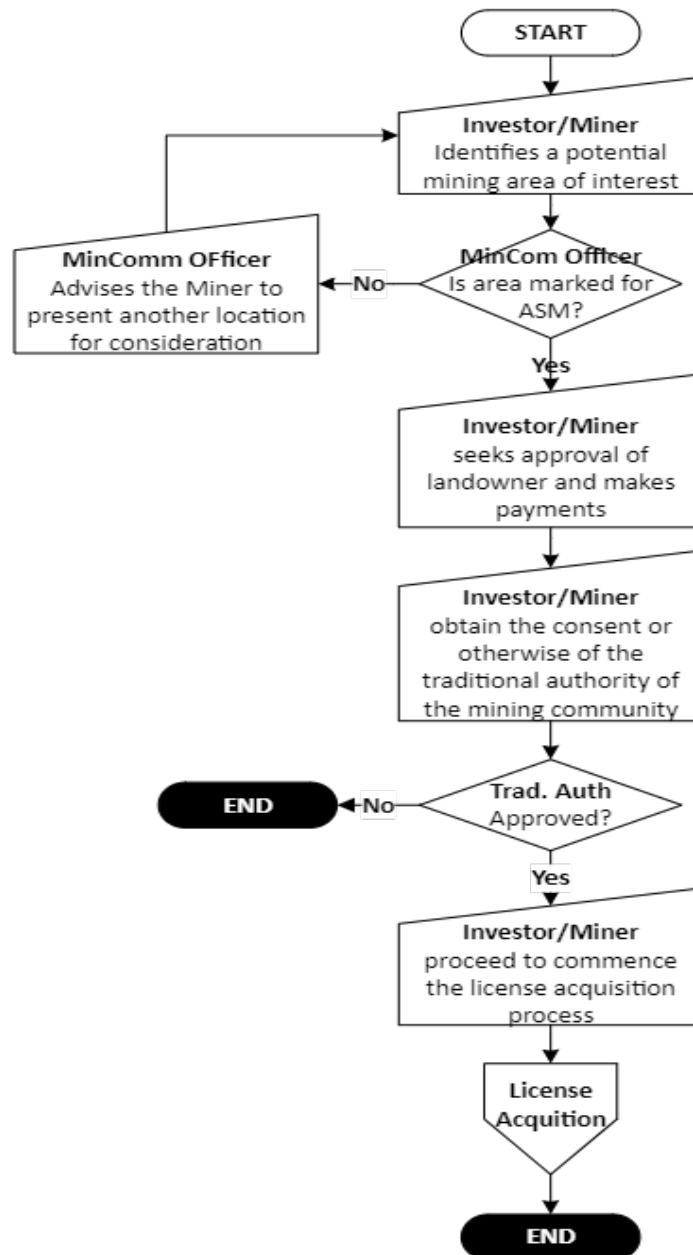 START
Investor/Miner
Identifies a potential
mining area of interest
MinComm OFficer
Advises the Miner to
present another location
for consideration
No
MinCom Officer
Is area marked for
ASM?
Yes
Investor/Miner
seeks approval of
landowner and makes
payments
Investor/Miner
obtain the consent or
otherwise of the
traditional authority of
the mining community
END
No
Trad. Auth
Approved?
Yes
Investor/Miner
proceed to commence
the license acquisition
process
License
Acquition
END